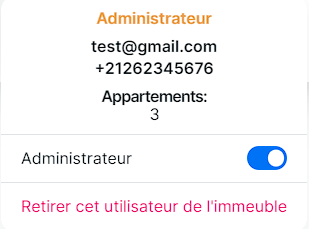 Administrateur
test@gmail.com
+21262345676
Appartements:
3
Administrateur
Retirer cet utilisateur de l'immeuble